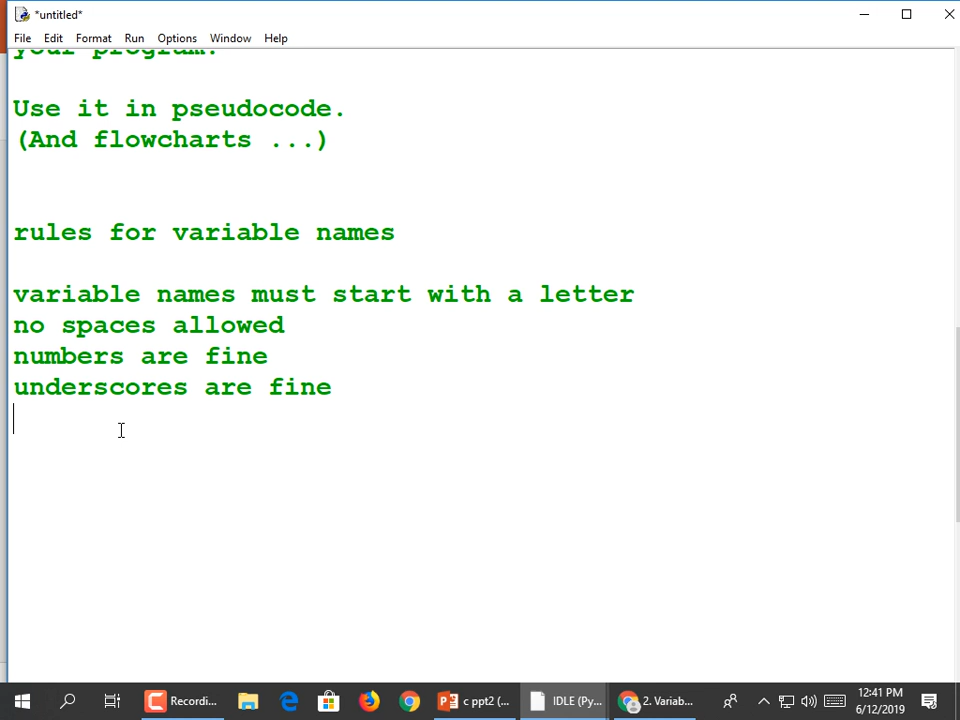 *untitled*
File Edit Format Run Options Window Help
your program.
Use it in pseudocode.
(And flowcharts ...)
rules for variable names
variable names must start with a letter
no spaces allowed
numbers are fine
underscores are fine
Recordi... c ppt2 (... IDLE (Py... 2. Variab... 12:41 PM
6/12/2019